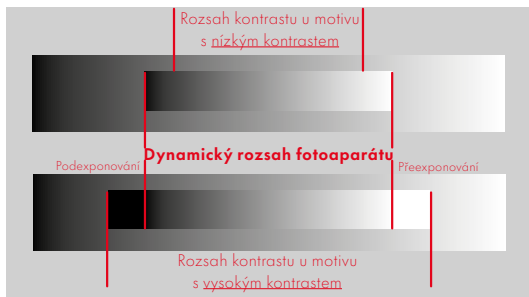 Rozsah kontrastu u motivu
s nízkým kontrastem
Dynamický rozsah fotoaparátu
Podexponování
Přeexponování
Rozsah kontrastu u motivu
s vysokým kontrastem